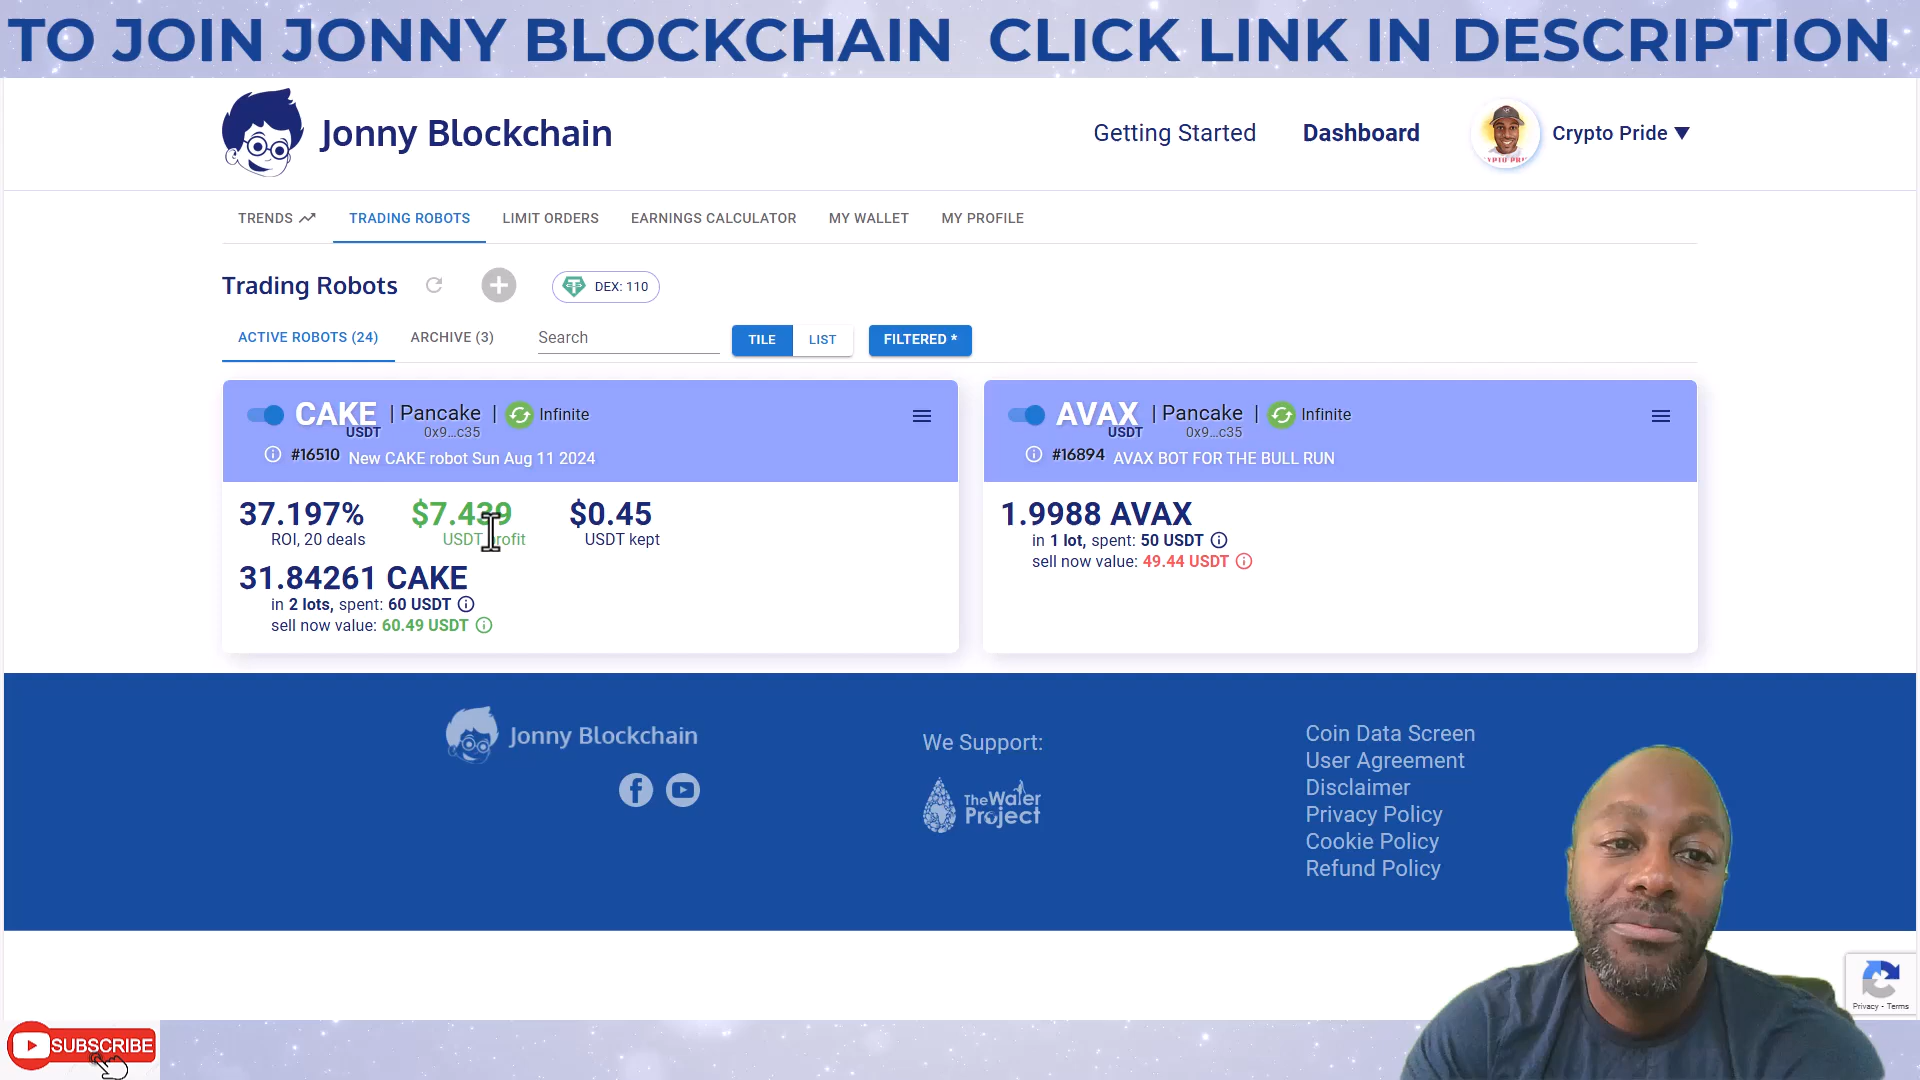 TO JOIN JONNY BLOCKCHAIN CLICK LINK IN DESCRIPTION
Jonny Blockchain
Getting Started
Dashboard
Crypto Pride
TRENDS
TRADING ROBOTS
LIMIT ORDERS
EARNINGS CALCULATOR
MY WALLET
MY PROFILE
Trading Robots
DEX: 110
ACTIVE ROBOTS (24)
ARCHIVE (3)
Search
TILE
LIST
FILTERED *
CAKE | Pancake | Infinite
USDT 0x9...c35
#16510 New CAKE robot Sun Aug 11 2024
37.197% $7.439 $0.45
ROI, 20 deals USDT profit USDT kept
31.84261 CAKE
in 2 lots, spent: 60 USDT
sell now value: 60.49 USDT
AVAX | Pancake | Infinite
USDT 0x9...c35
#16894 AVAX BOT FOR THE BULL RUN
1.9988 AVAX
in 1 lot, spent: 50 USDT
sell now value: 49.44 USDT
Jonny Blockchain
We Support:
The Water
Project
Coin Data Screen
User Agreement
Disclaimer
Privacy Policy
Cookie Policy
Refund Policy
Privacy - Terms
SUBSCRIBE